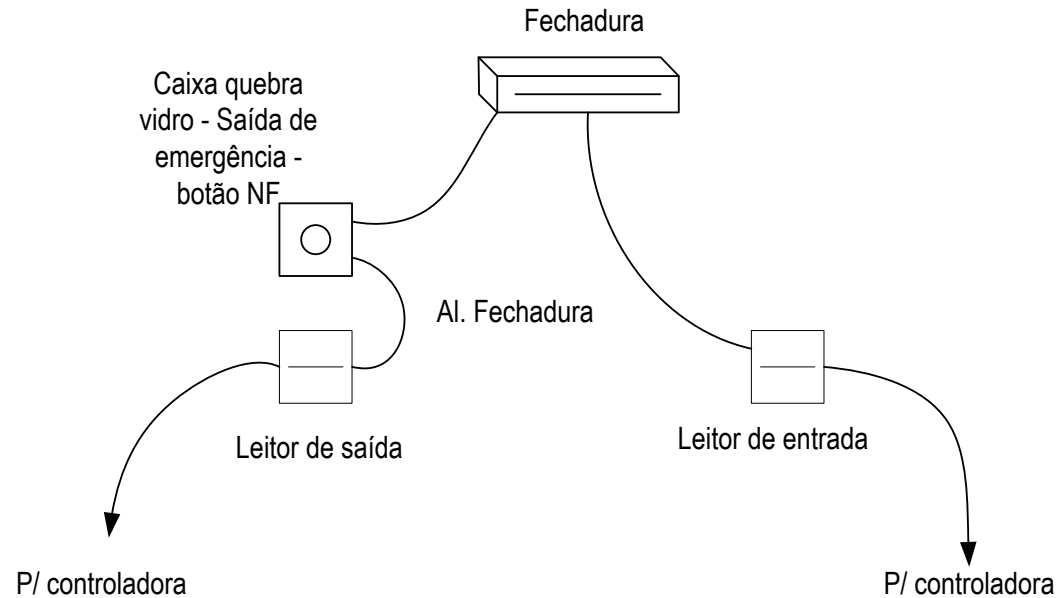 Fechadura
Caixa quebra
vidro - Saída de
emergência -
botão NF
Al. Fechadura
Leitor de saída
Leitor de entrada
P/ controladora
P/ controladora